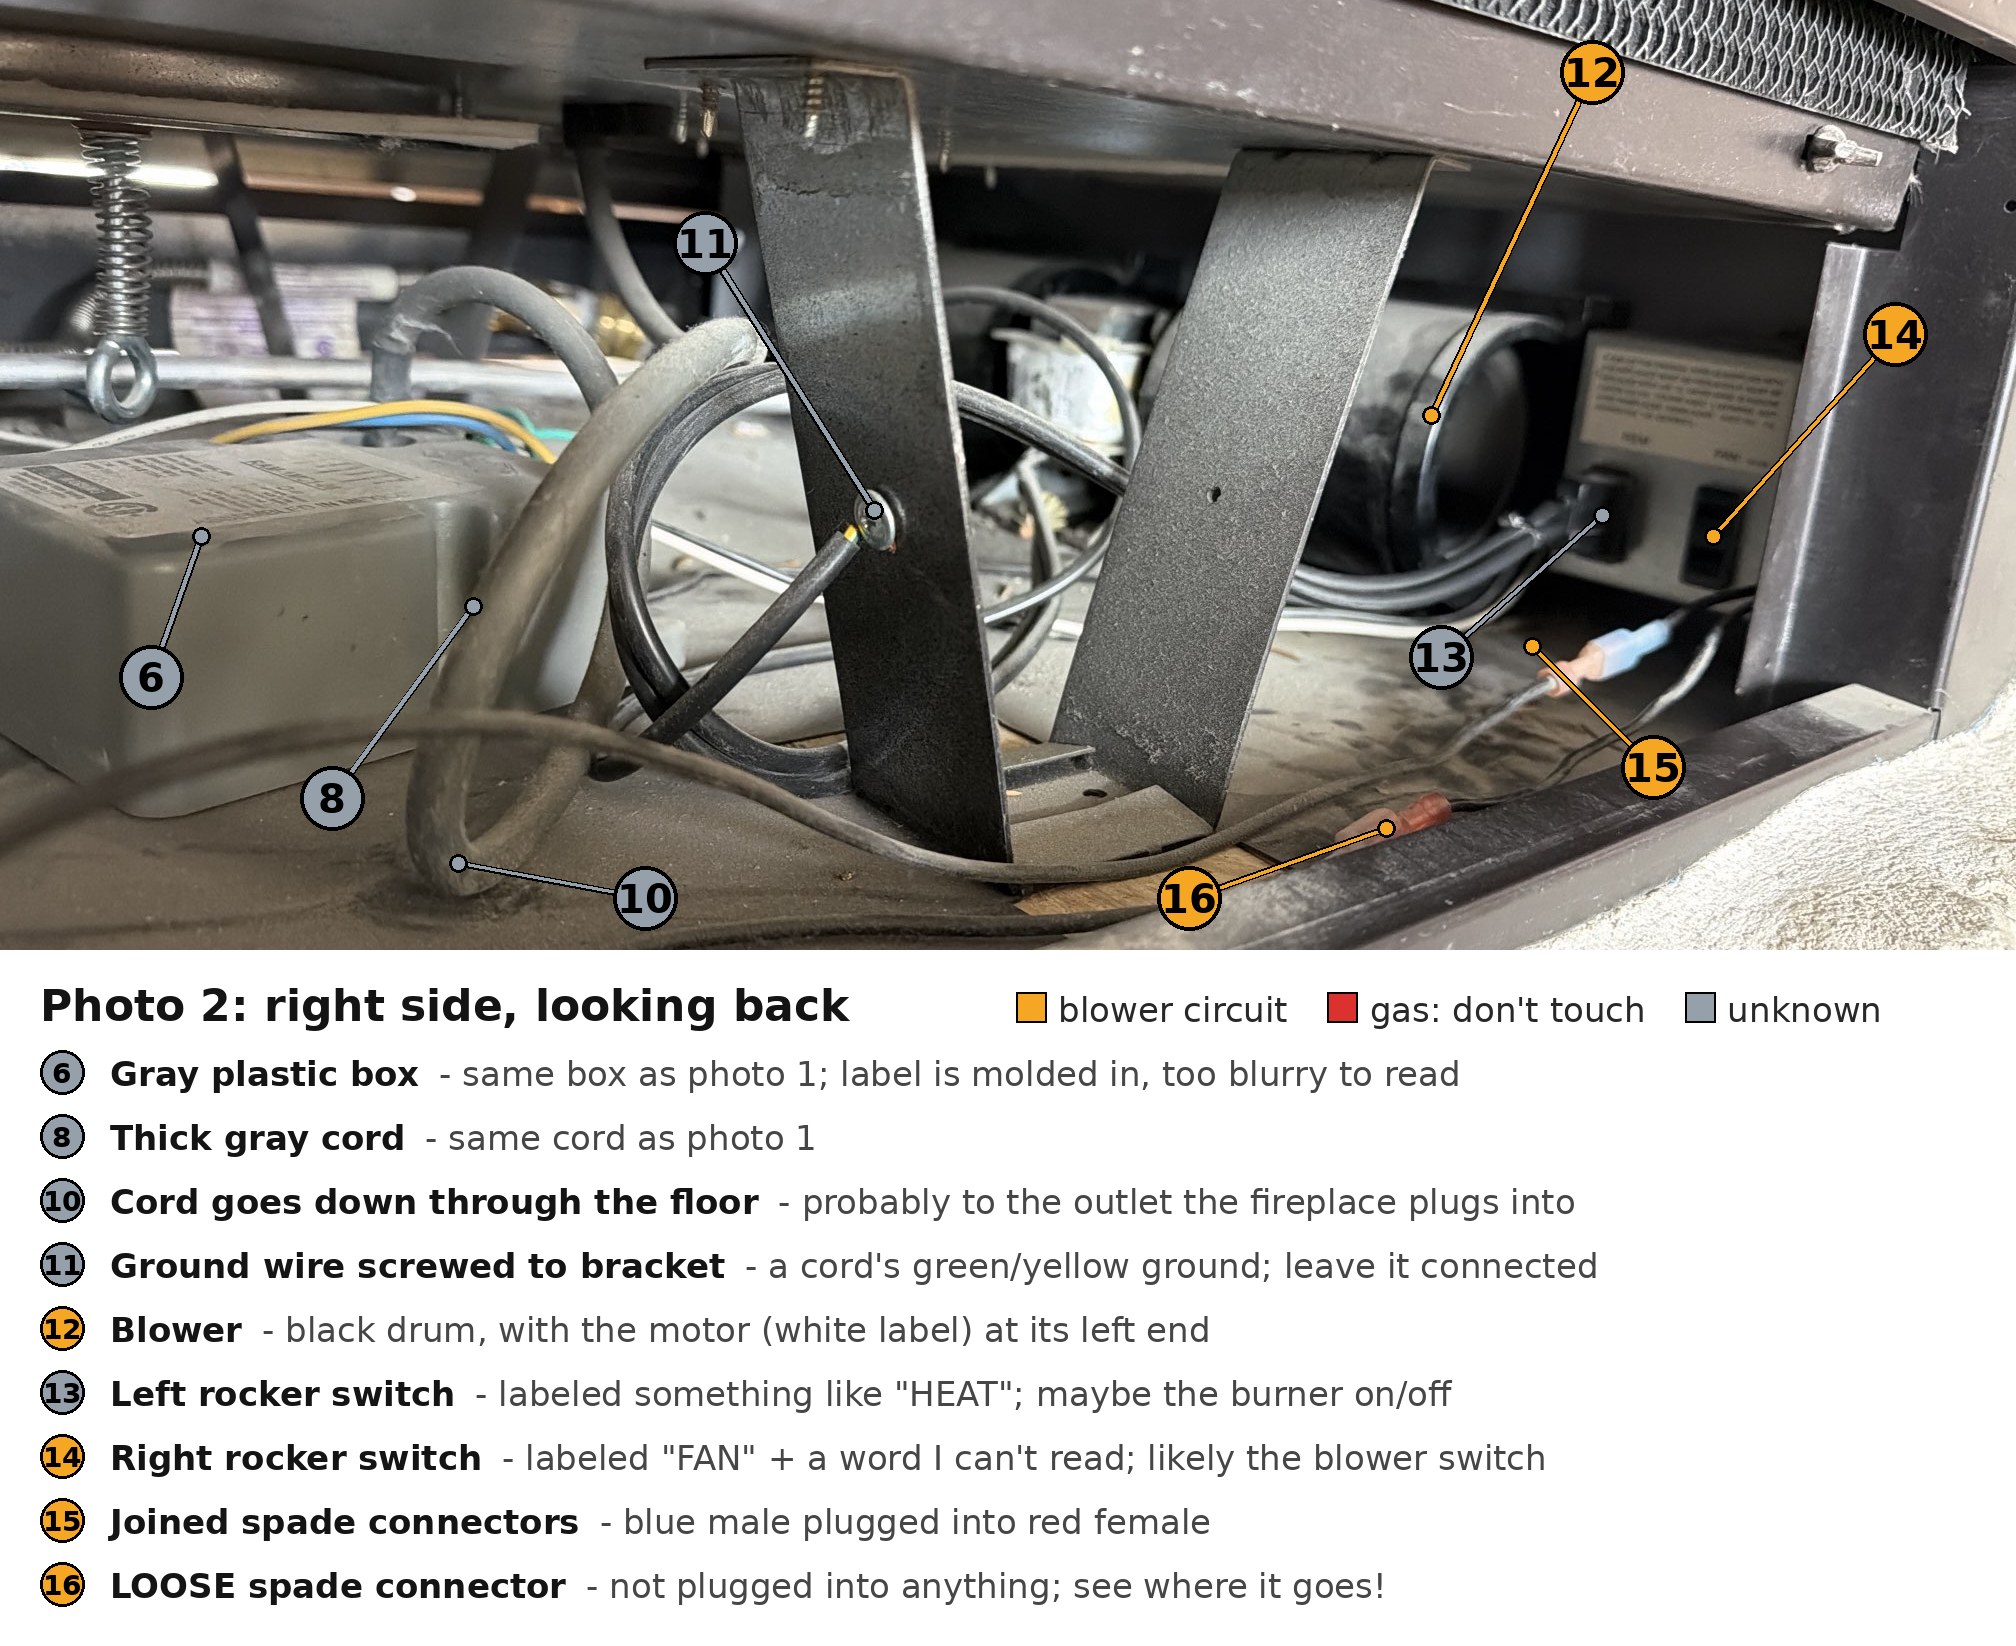 12
14
11
6
13
8
15
10
16
Photo 2: right side, looking back
blower circuit
gas: don't touch
unknown
6 Gray plastic box - same box as photo 1; label is molded in, too blurry to read
8 Thick gray cord - same cord as photo 1
10 Cord goes down through the floor - probably to the outlet the fireplace plugs into
11 Ground wire screwed to bracket - a cord's green/yellow ground; leave it connected
12 Blower - black drum, with the motor (white label) at its left end
13 Left rocker switch - labeled something like "HEAT"; maybe the burner on/off
14 Right rocker switch - labeled "FAN" + a word I can't read; likely the blower switch
15 Joined spade connectors - blue male plugged into red female
16 LOOSE spade connector - not plugged into anything; see where it goes!